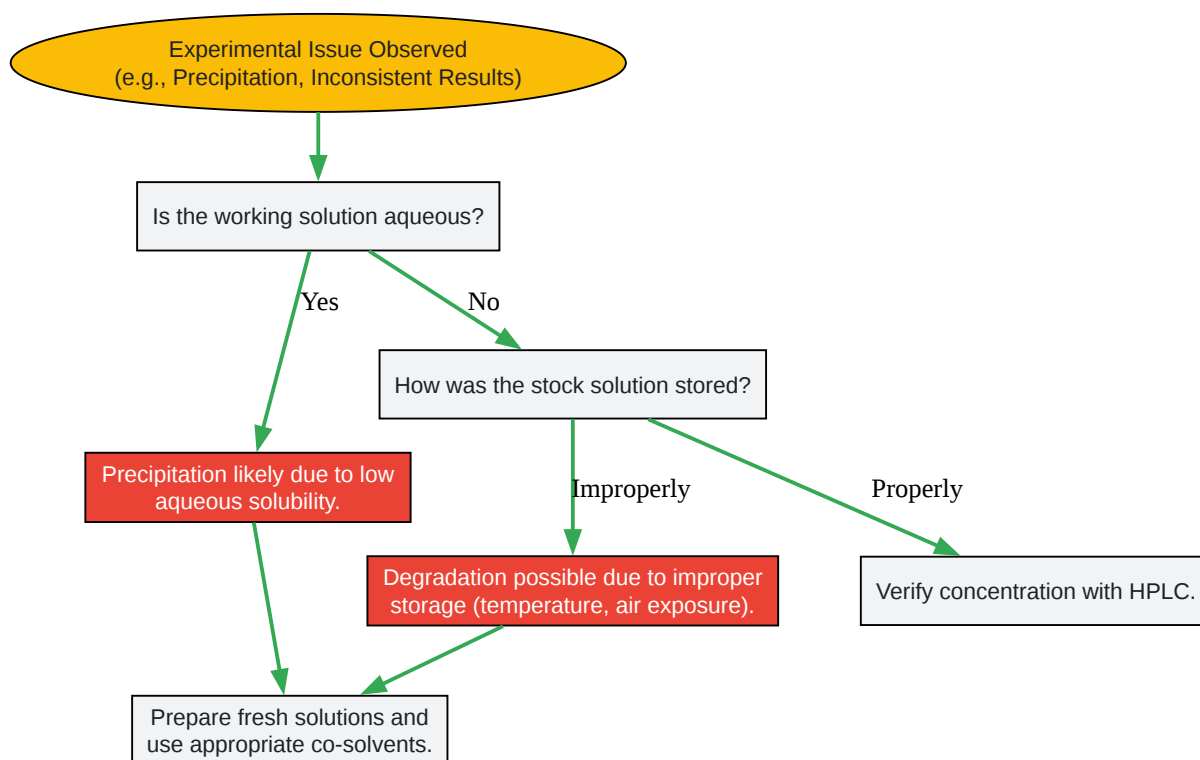 Experimental Issue Observed
(e.g., Precipitation, Inconsistent Results)
Is the working solution aqueous?
Yes
No
How was the stock solution stored?
Precipitation likely due to low
aqueous solubility.
Improperly
Properly
Degradation possible due to improper
storage (temperature, air exposure).
Verify concentration with HPLC.
Prepare fresh solutions and
use appropriate co-solvents.